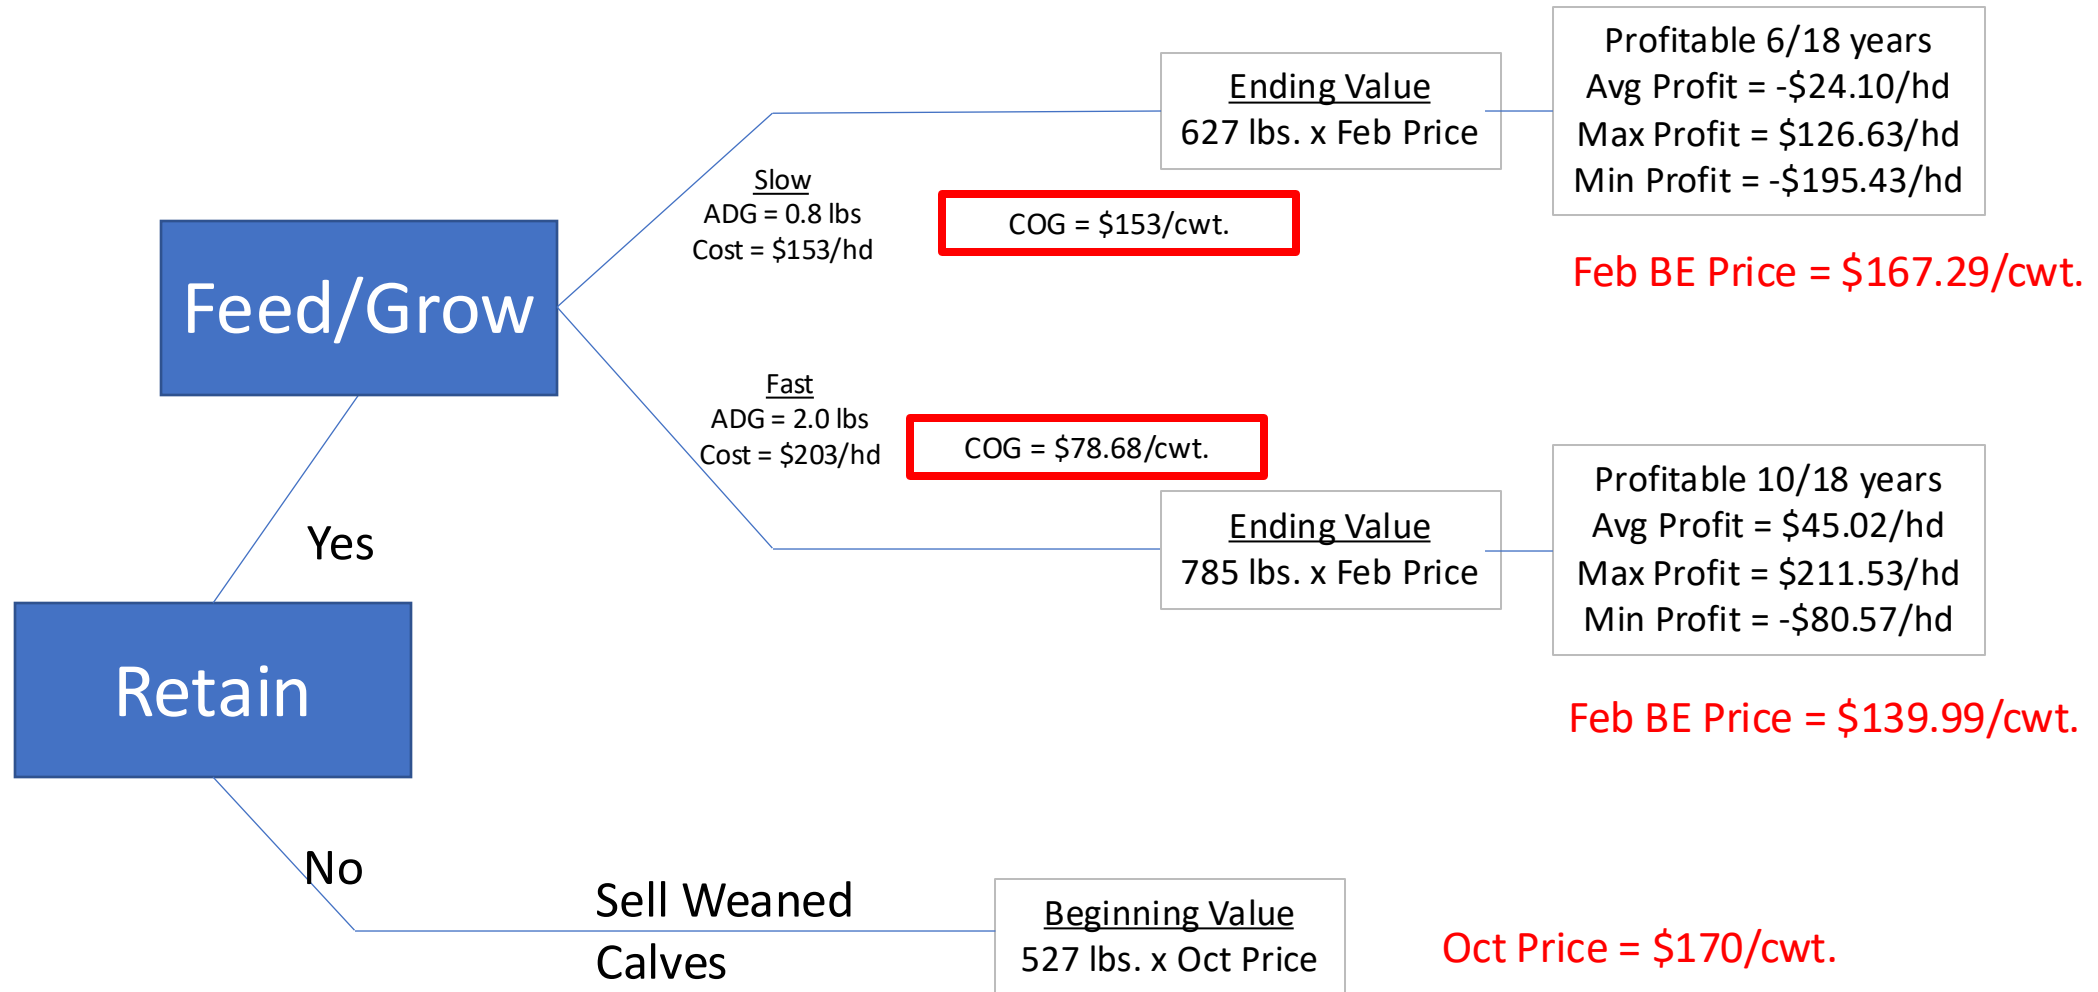 Profitable 6/18 years
Avg Profit = -$24.10/hd
Max Profit = $126.63/hd
Min Profit = -$195.43/hd
Ending Value
627 lbs. x Feb Price
Slow
ADG = 0.8 lbs
Cost = $153/hd
COG = $153/cwt.
Feb BE Price = $167.29/cwt.
Feed/Grow
Fast
ADG = 2.0 lbs
Cost = $203/hd
COG = $78.68/cwt.
Ending Value
785 lbs. x Feb Price
Profitable 10/18 years
Avg Profit = $45.02/hd
Max Profit = $211.53/hd
Min Profit = -$80.57/hd
Feb BE Price = $139.99/cwt.
Yes
Retain
No
Sell Weaned
Calves
Beginning Value
527 lbs. x Oct Price
Oct Price = $170/cwt.